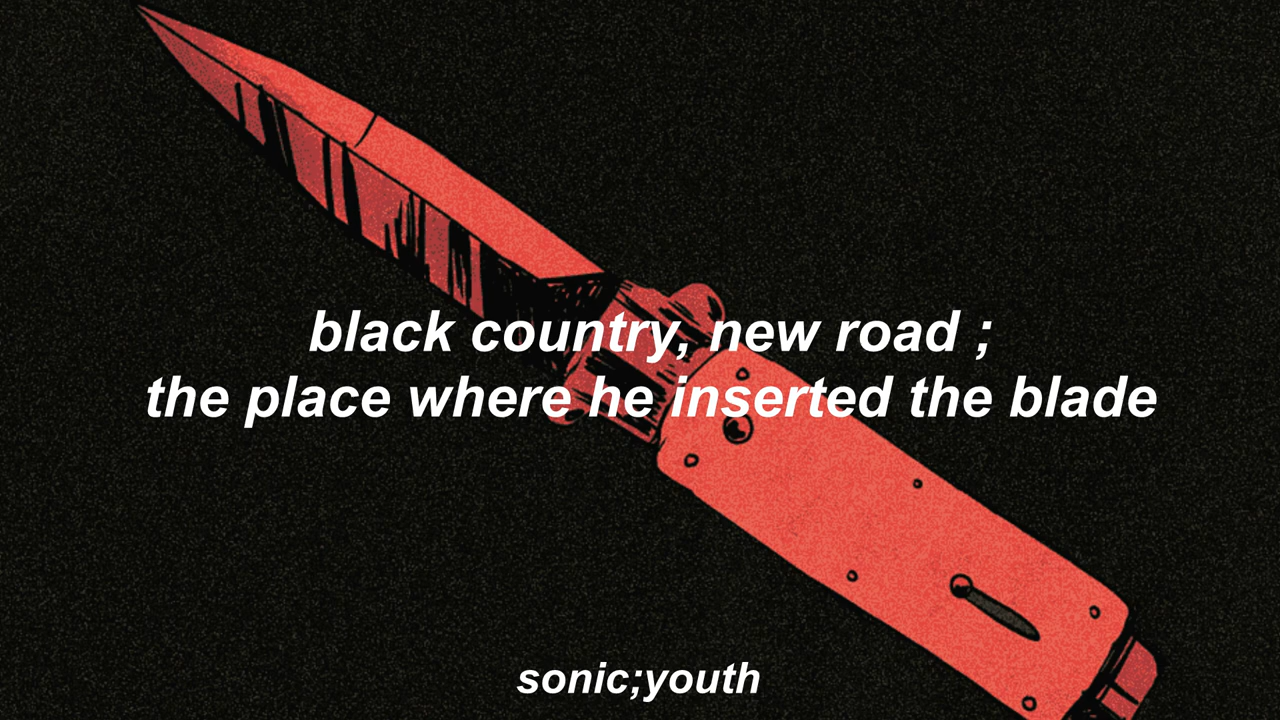 black country, new road ;
the place where he inserted the blade
sonic;youth